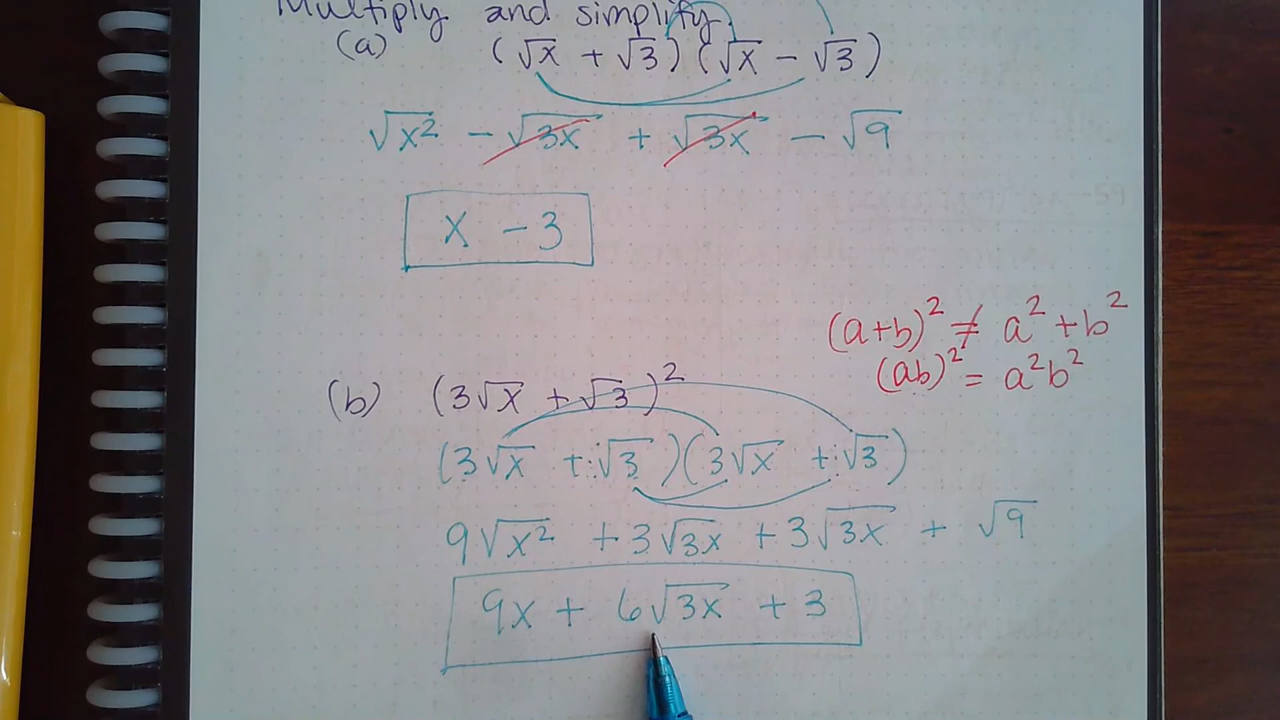 Multiply and simplify.
(a) (√x + √3)(√x − √3)
√x² − √3x + √3x − √9
x − 3
(a+b)² ≠ a² + b²
(ab)² = a²b²
(b) (3√x + √3)²
(3√x + √3)(3√x + √3)
9√x² + 3√3x + 3√3x + √9
9x + 6√3x + 3